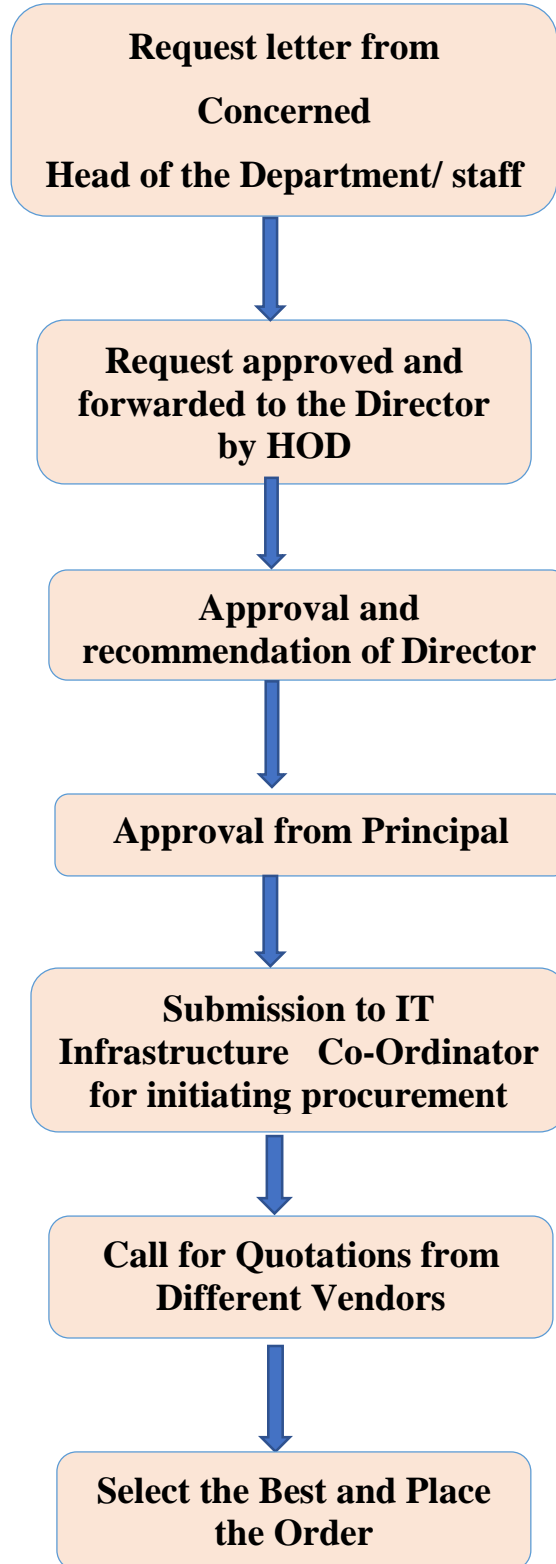 Request letter from
Concerned
Head of the Department/ staff
Request approved and
forwarded to the Director
by HOD
Approval and
recommendation of Director
Approval from Principal
Submission to IT
Infrastructure   Co-Ordinator
for initiating procurement
Call for Quotations from
Different Vendors
Select the Best and Place
the Order